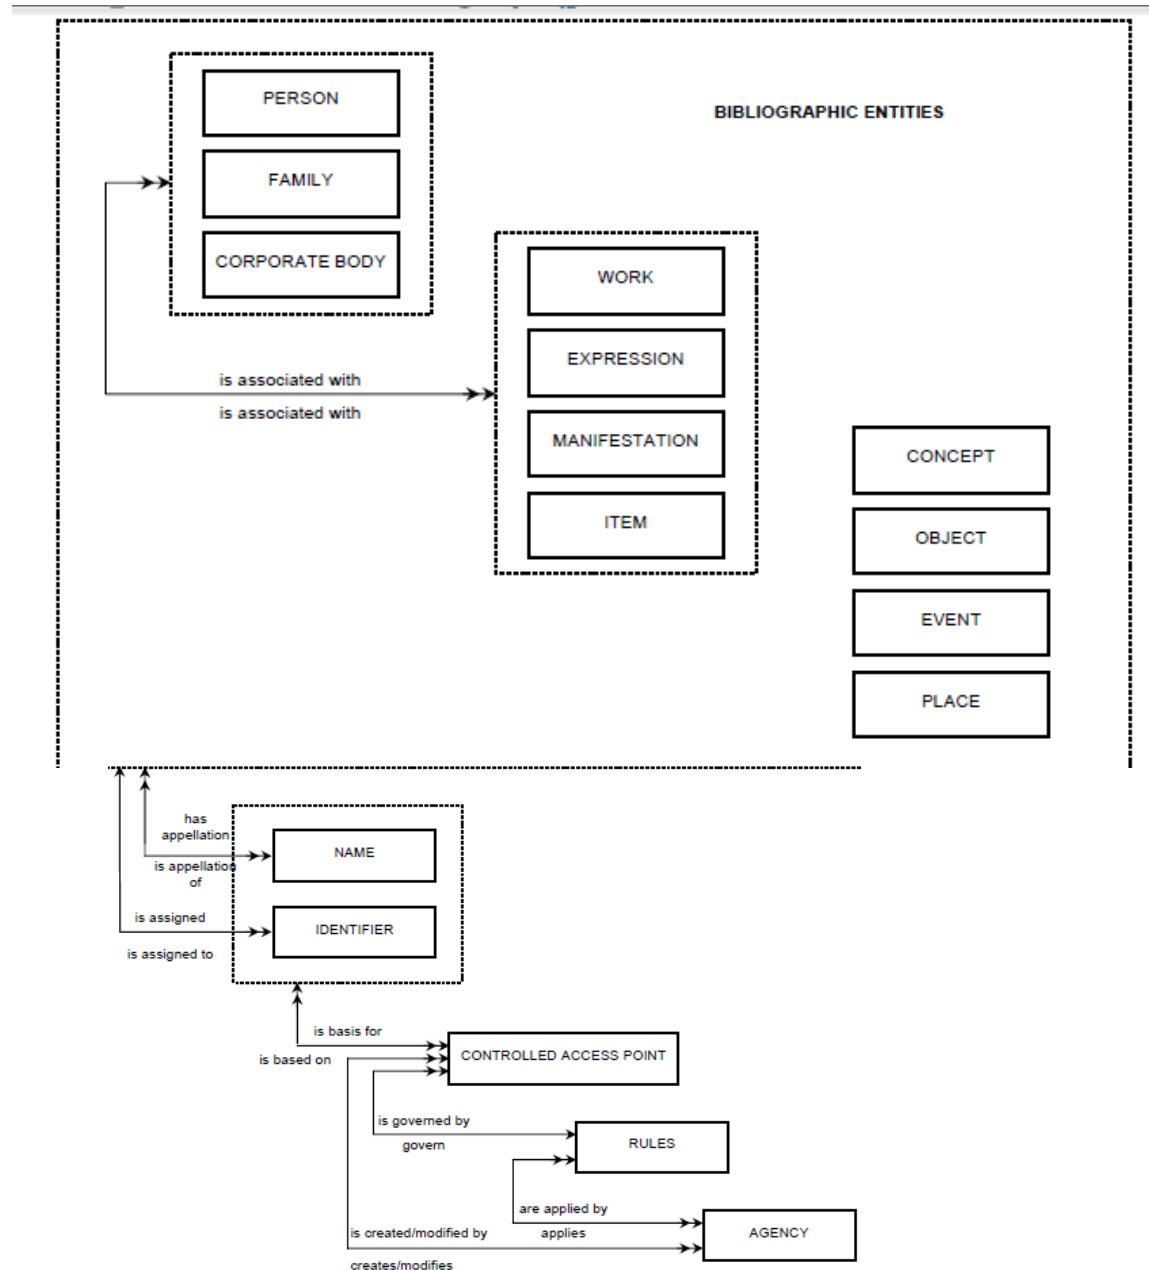 PERSON
BIBLIOGRAPHIC ENTITIES
FAMILY
CORPORATE BODY
WORK
EXPRESSION
is associated with
is associated with
MANIFESTATION
CONCEPT
ITEM
OBJECT
EVENT
PLACE
has
appellation
NAME
is appellation
of
is assigned
IDENTIFIER
is assigned to
is basis for
is based on
CONTROLLED ACCESS POINT
is governed by
govern
RULES
are applied by
applies
is created/modified by
AGENCY
creates/modifies